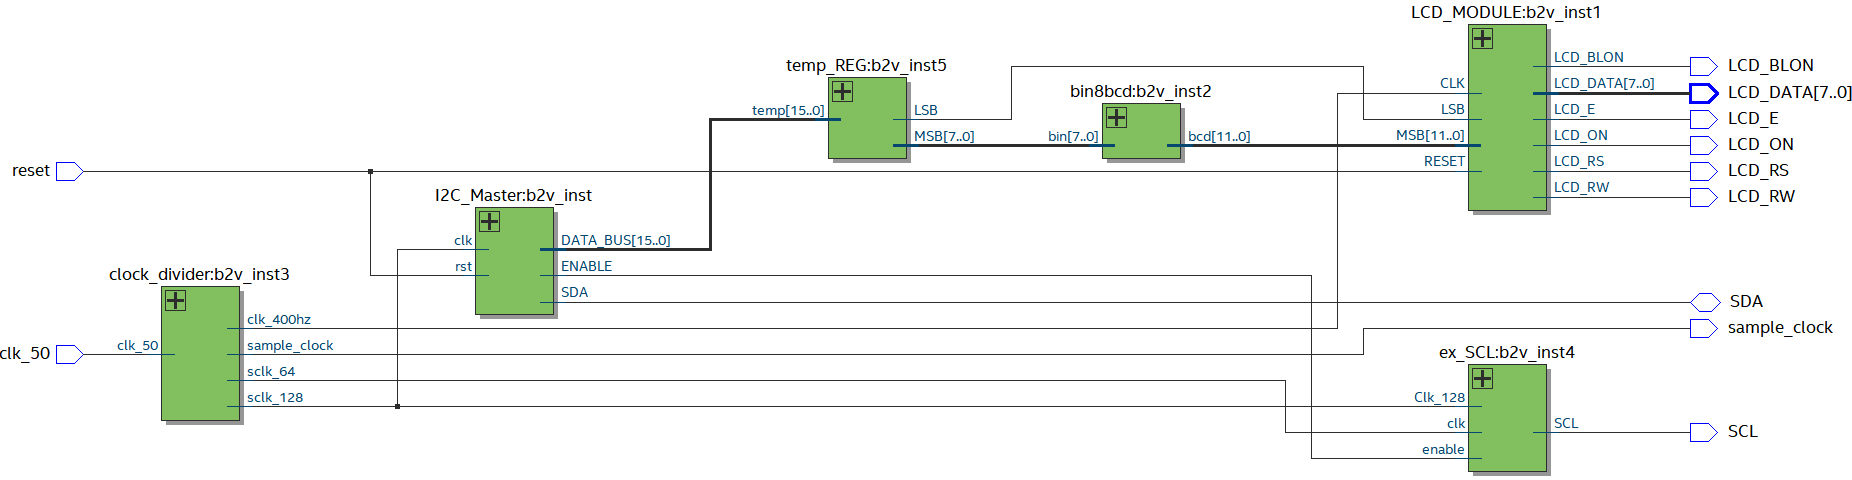 LCD_MODULE:b2v_inst1
LCD_BLON
LCD_DATA[7..0]
LCD_E
LCD_ON
LCD_RS
LCD_RW
CLK
LSB
MSB[11..0]
RESET
LCD_BLON
LCD_DATA[7..0]
LCD_E
LCD_ON
LCD_RS
LCD_RW
temp_REG:b2v_inst5
temp[15..0]
LSB
MSB[7..0]
bin8bcd:b2v_inst2
bin[7..0]
bcd[11..0]
reset
I2C_Master:b2v_inst
clk
rst
DATA_BUS[15..0]
ENABLE
SDA
SDA
clock_divider:b2v_inst3
clk_50
clk_50
clk_400hz
sample_clock
sclk_64
sclk_128
sample_clock
ex_SCL:b2v_inst4
Clk_128
clk
enable
SCL
SCL